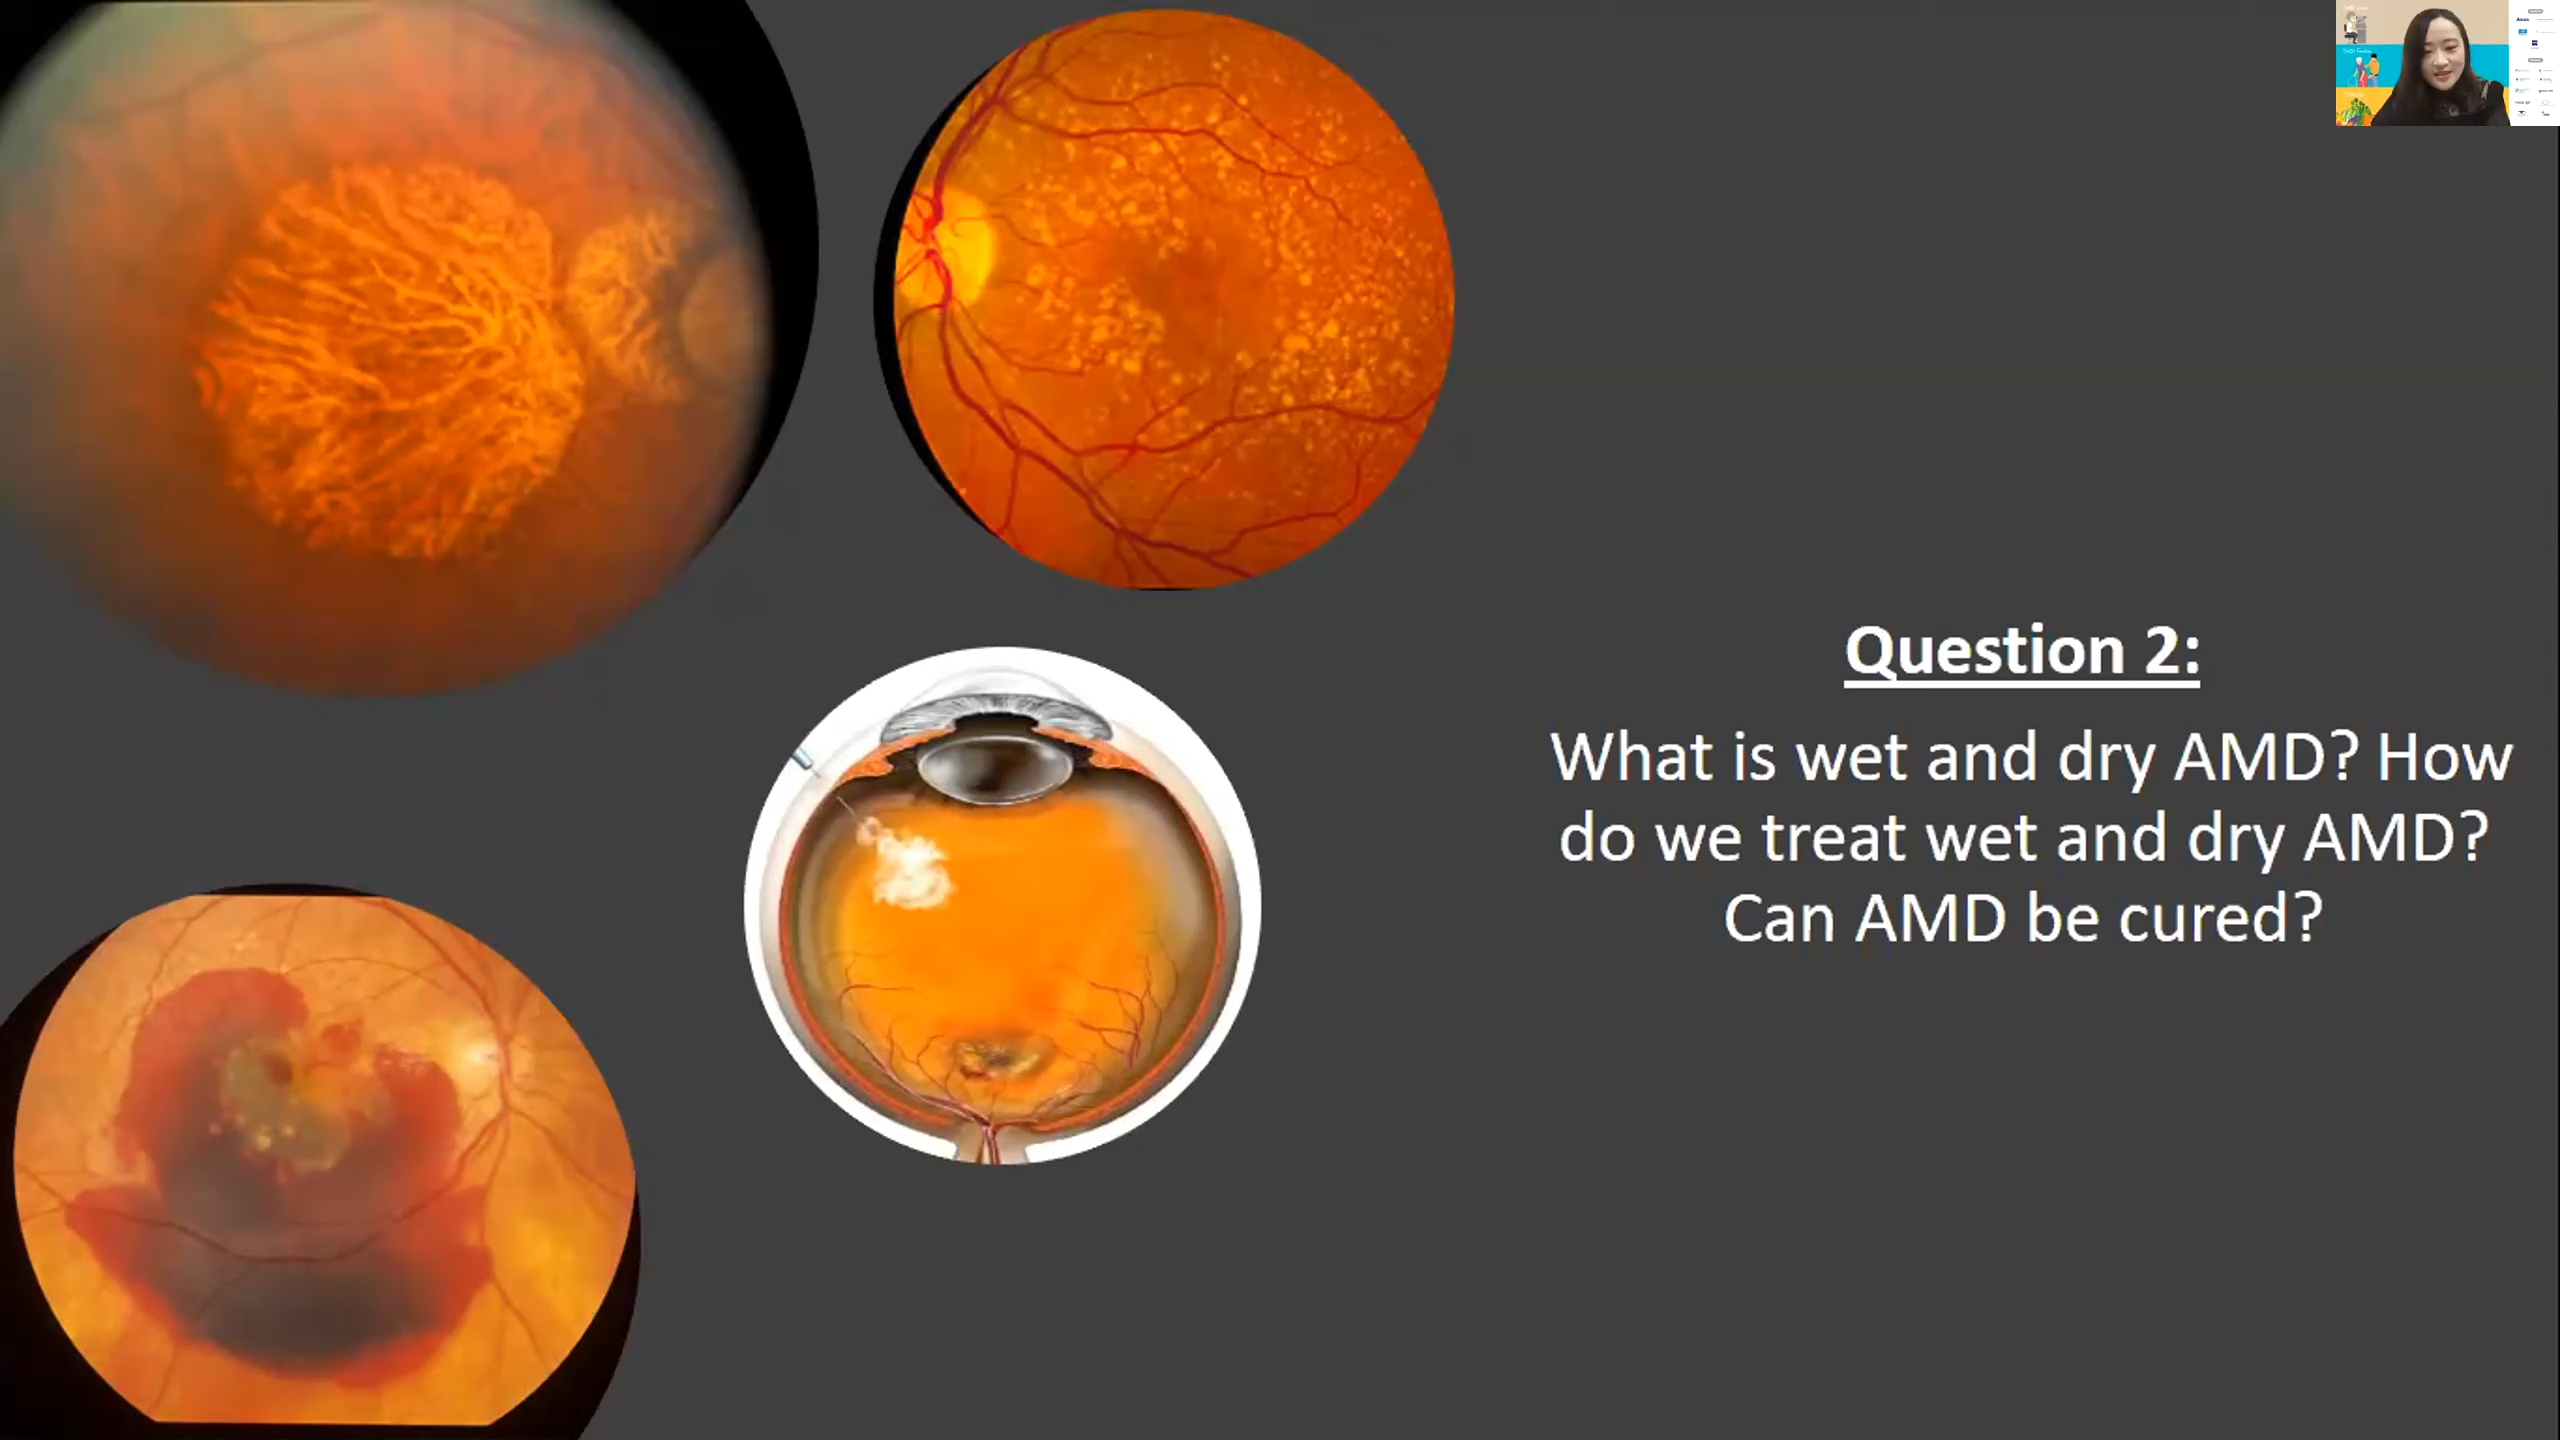 Question 2:
What is wet and dry AMD? How
do we treat wet and dry AMD?
Can AMD be cured?
Alcon